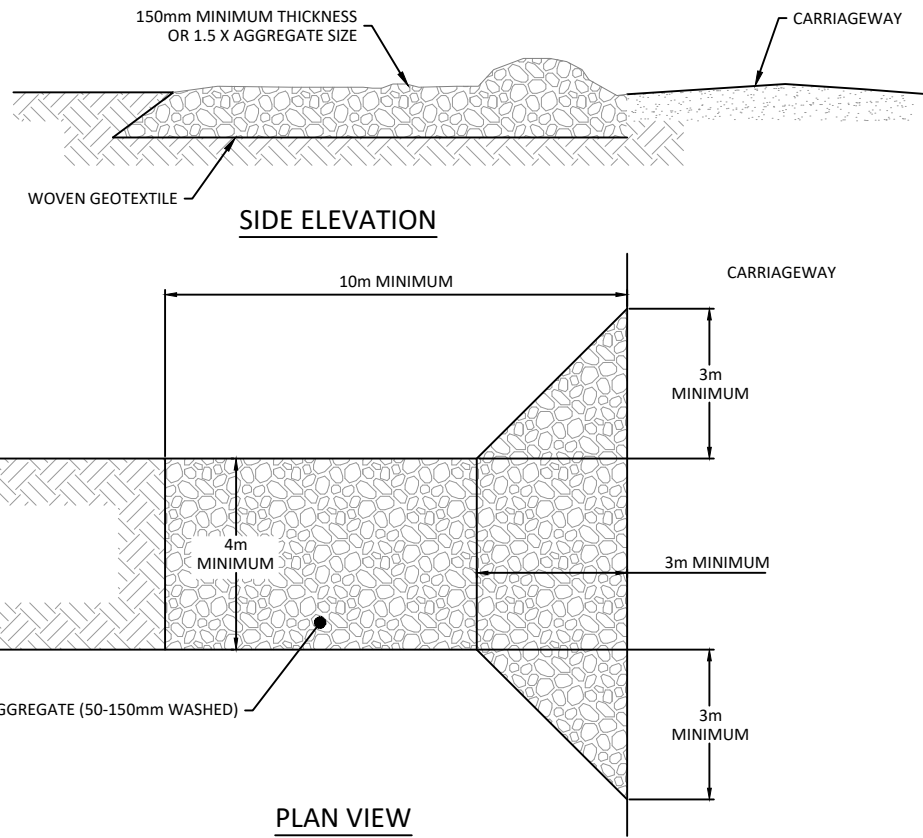 150mm MINIMUM THICKNESS
OR 1.5 X AGGREGATE SIZE
CARRIAGEWAY
WOVEN GEOTEXTILE
SIDE ELEVATION
10m MINIMUM
CARRIAGEWAY
3m
MINIMUM
4m
MINIMUM
3m MINIMUM
GGREGATE (50-150mm WASHED)
3m
MINIMUM
PLAN VIEW